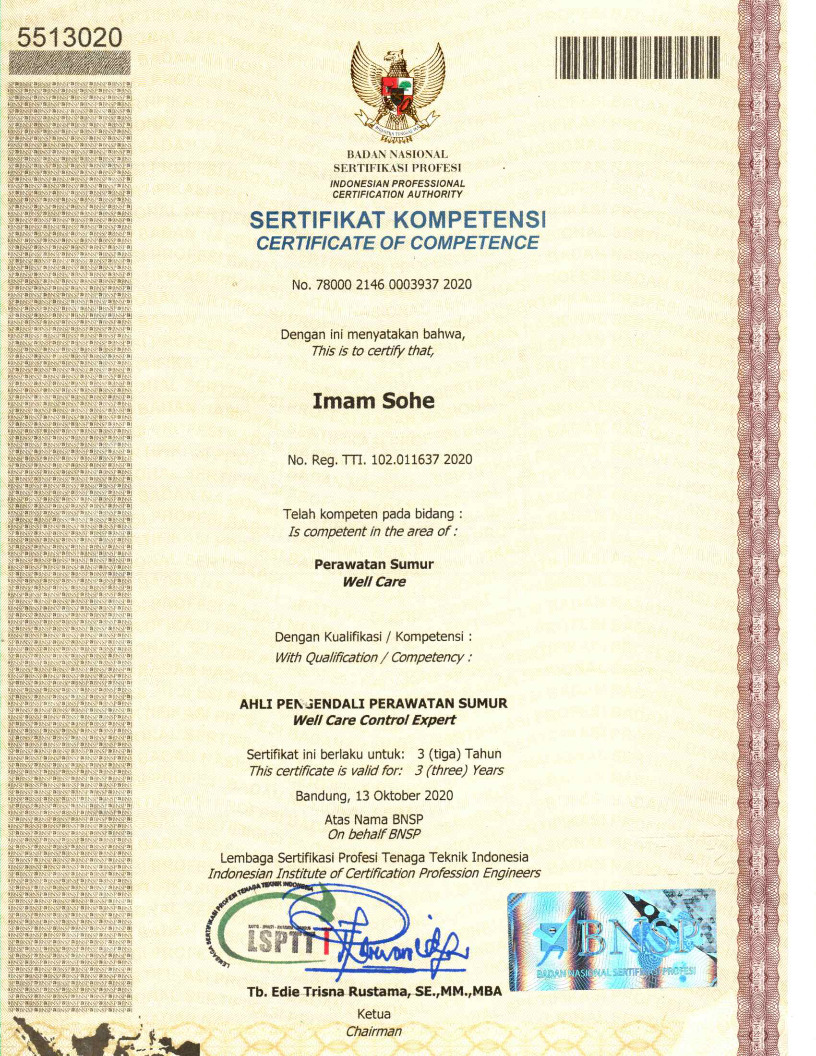 5513020
BADAN NASIONAL
SERTIFIKASI PROFESI
INDONESIAN PROFESSIONAL
CERTIFICATION AUTHORITY
SERTIFIKAT KOMPETENSI
CERTIFICATE OF COMPETENCE
No. 78000 2146 0003937 2020
Dengan ini menyatakan bahwa,
This is to certify that,
Imam Sohe
No. Reg. TTI. 102.011637 2020
Telah kompeten pada bidang :
Is competent in the area of :
Perawatan Sumur
Well Care
Dengan Kualifikasi / Kompetensi :
With Qualification / Competency :
AHLI PENGENDALI PERAWATAN SUMUR
Well Care Control Expert
Sertifikat ini berlaku untuk: 3 (tiga) Tahun
This certificate is valid for: 3 (three) Years
Bandung, 13 Oktober 2020
Atas Nama BNSP
On behalf BNSP
Lembaga Sertifikasi Profesi Tenaga Teknik Indonesia
Indonesian Institute of Certification Profession Engineers
LEMBAGA SERTIFIKASI PROFESI TENAGA TEKNIK INDONESIA
LSPTTI
BNSP
BADAN NASIONAL SERTIFIKASI PROFESI
Tb. Edie Trisna Rustama, SE.,MM.,MBA
Ketua
Chairman